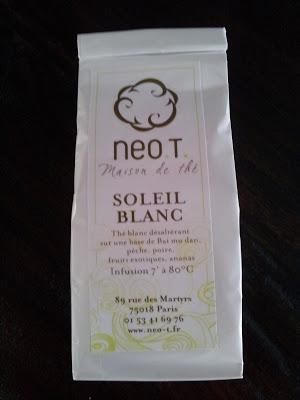 neo.T.
Maison de thé
SOLEIL
BLANC
Thé blanc désaltérant
sur une base de Bai mu dan,
pêche, poire,
fruits exotiques, ananas
Infusion 7' à 80°C
89 rue des Martyrs
75018 Paris
01 53 41 69 76
www.neo-t.fr